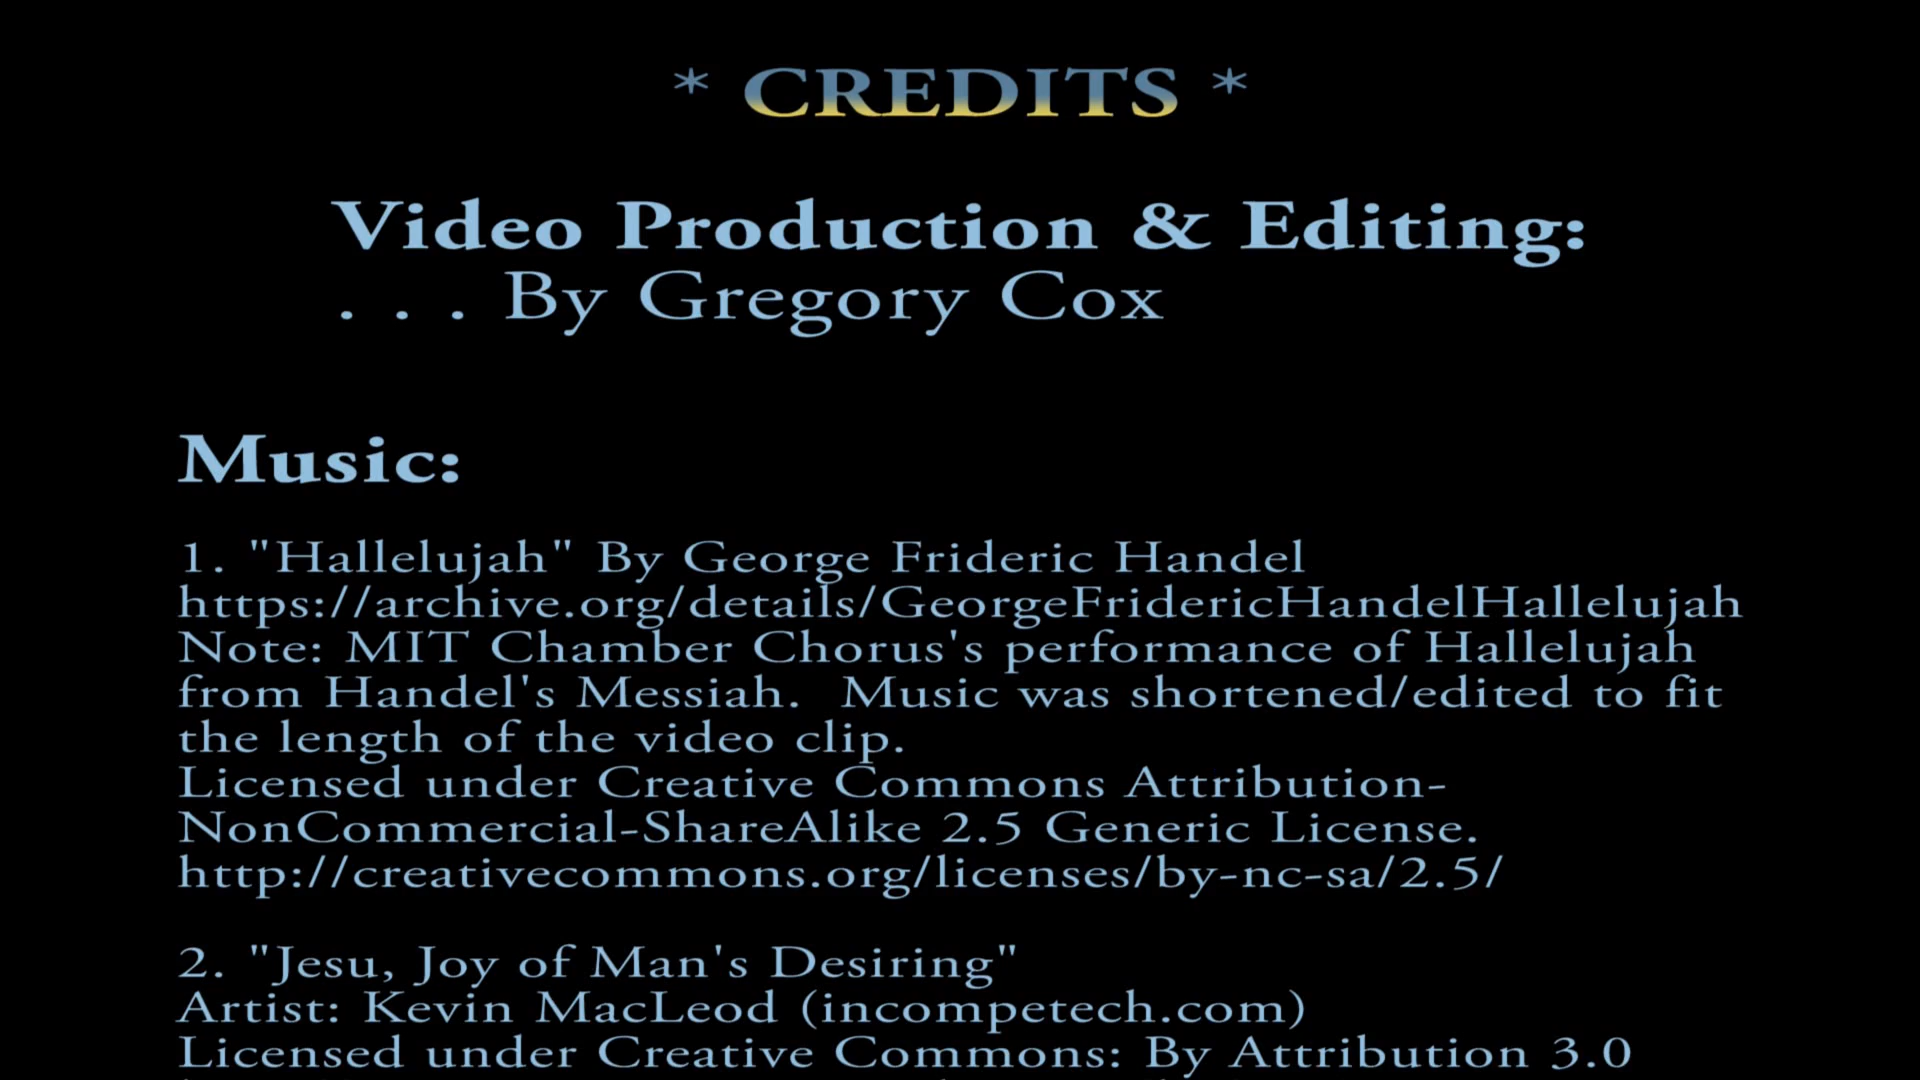 * CREDITS *
Video Production & Editing:
. . . By Gregory Cox
Music:
1. "Hallelujah" By George Frideric Handel
https://archive.org/details/GeorgeFridericHandelHallelujah
Note: MIT Chamber Chorus's performance of Hallelujah
from Handel's Messiah.  Music was shortened/edited to fit
the length of the video clip.
Licensed under Creative Commons Attribution-
NonCommercial-ShareAlike 2.5 Generic License.
http://creativecommons.org/licenses/by-nc-sa/2.5/
2. "Jesu, Joy of Man's Desiring"
Artist: Kevin MacLeod (incompetech.com)
Licensed under Creative Commons: By Attribution 3.0